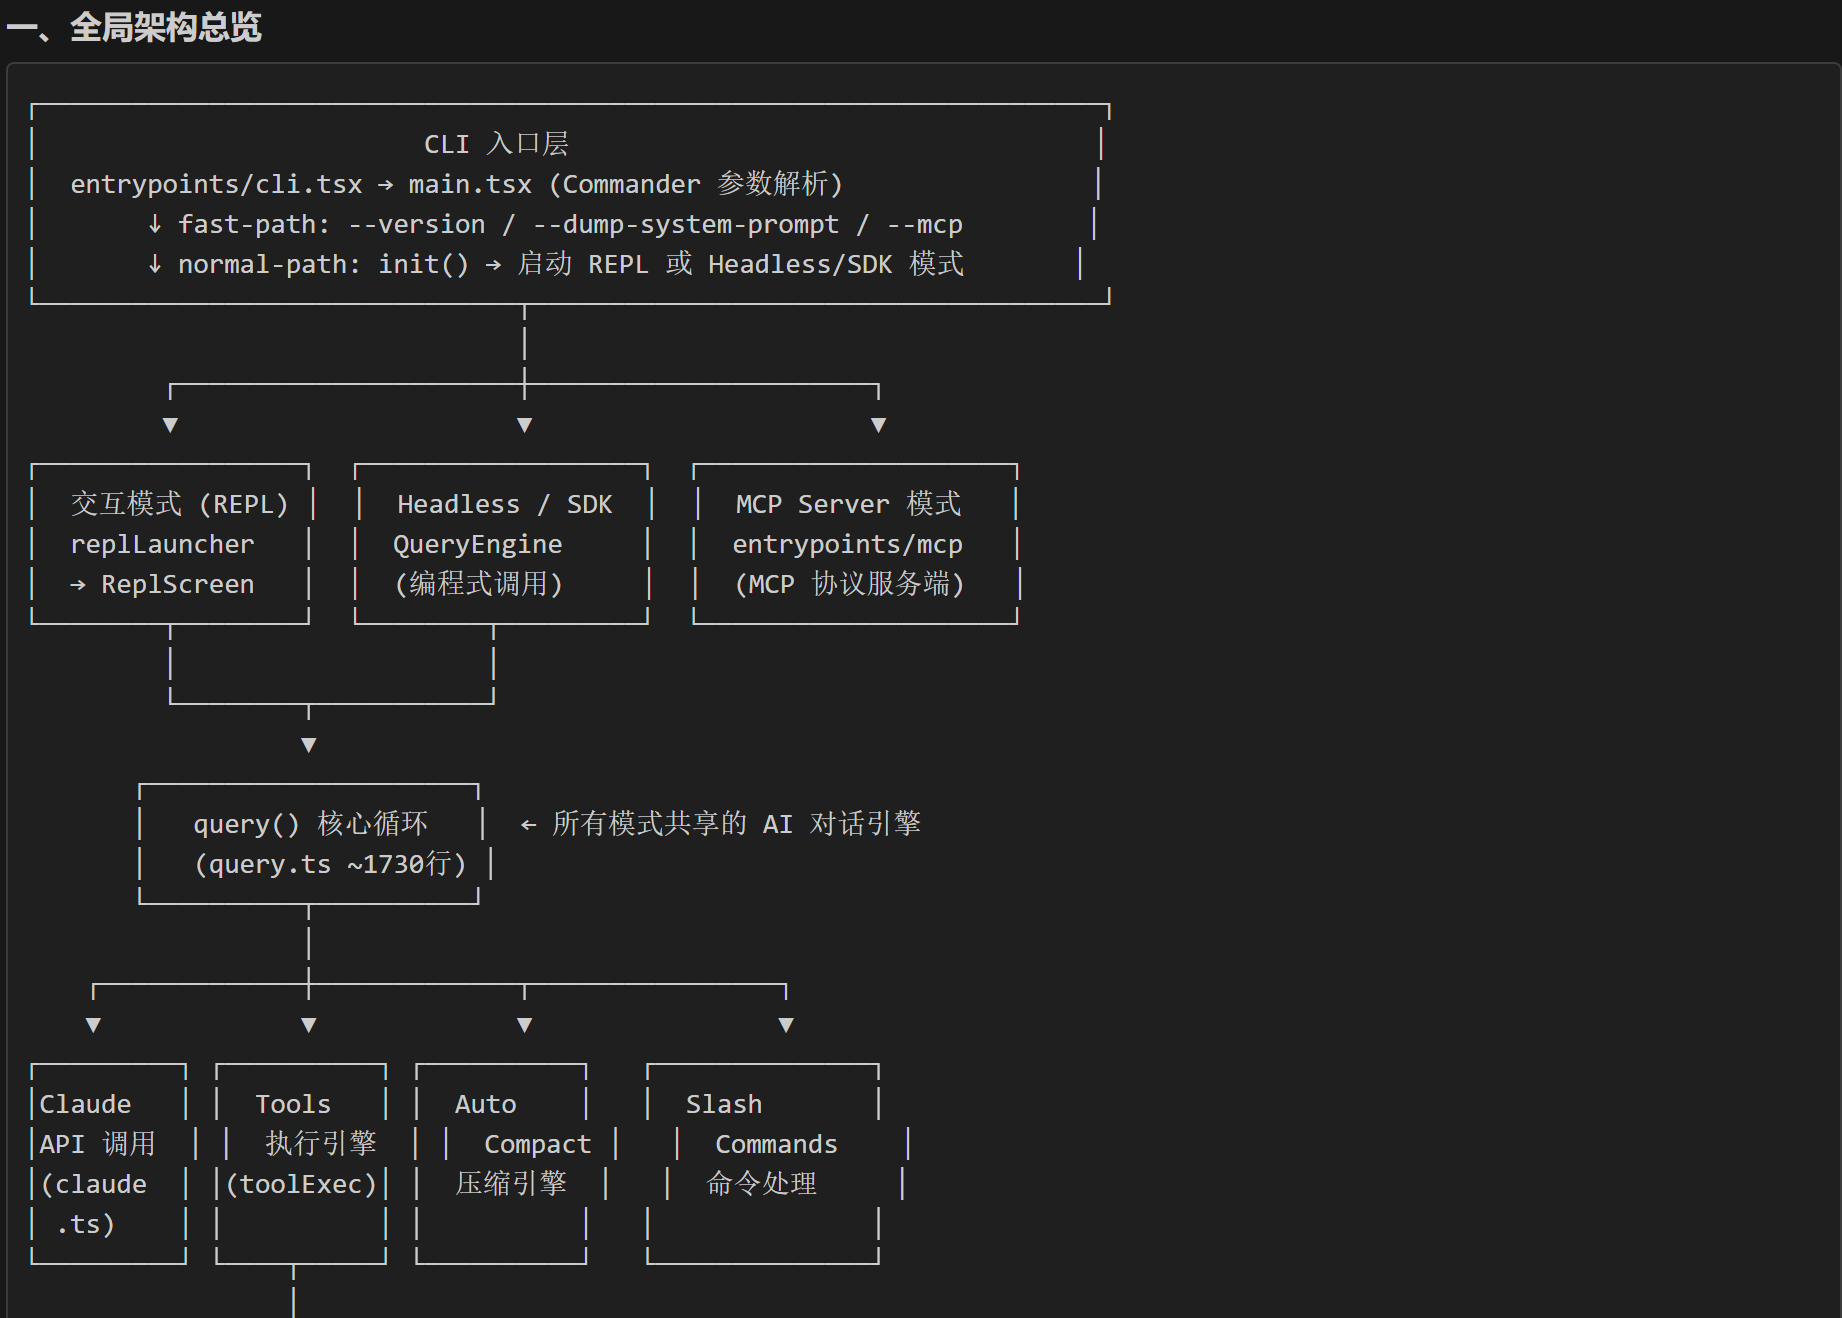 一、全局架构总览
CLI 入口层
entrypoints/cli.tsx → main.tsx (Commander 参数解析)
↓ fast-path: --version / --dump-system-prompt / --mcp
↓ normal-path: init() → 启动 REPL 或 Headless/SDK 模式
▼ ▼ ▼
交互模式 (REPL)
replLauncher
→ ReplScreen
Headless / SDK
QueryEngine
(编程式调用)
MCP Server 模式
entrypoints/mcp
(MCP 协议服务端)
▼
query() 核心循环 ← 所有模式共享的 AI 对话引擎
(query.ts ~1730行)
▼ ▼ ▼ ▼
Claude
API 调用
(claude
.ts)
Tools
执行引擎
(toolExec)
Auto
Compact
压缩引擎
Slash
Commands
命令处理